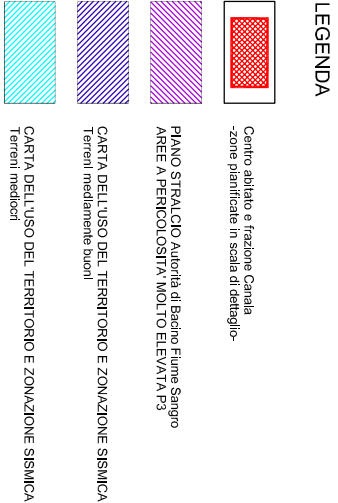 LEGENDA
Centro abitato e frazione Canala
-zone pianificate in scala di dettaglio-
PIANO STRALCIO Autorità di Bacino Fiume Sangro
AREE A PERICOLOSITA' MOLTO ELEVATA P3
CARTA DELL'USO DEL TERRITORIO E ZONAZIONE SISMICA
Terreni mediamente buoni
CARTA DELL'USO DEL TERRITORIO E ZONAZIONE SISMICA
Terreni mediocri